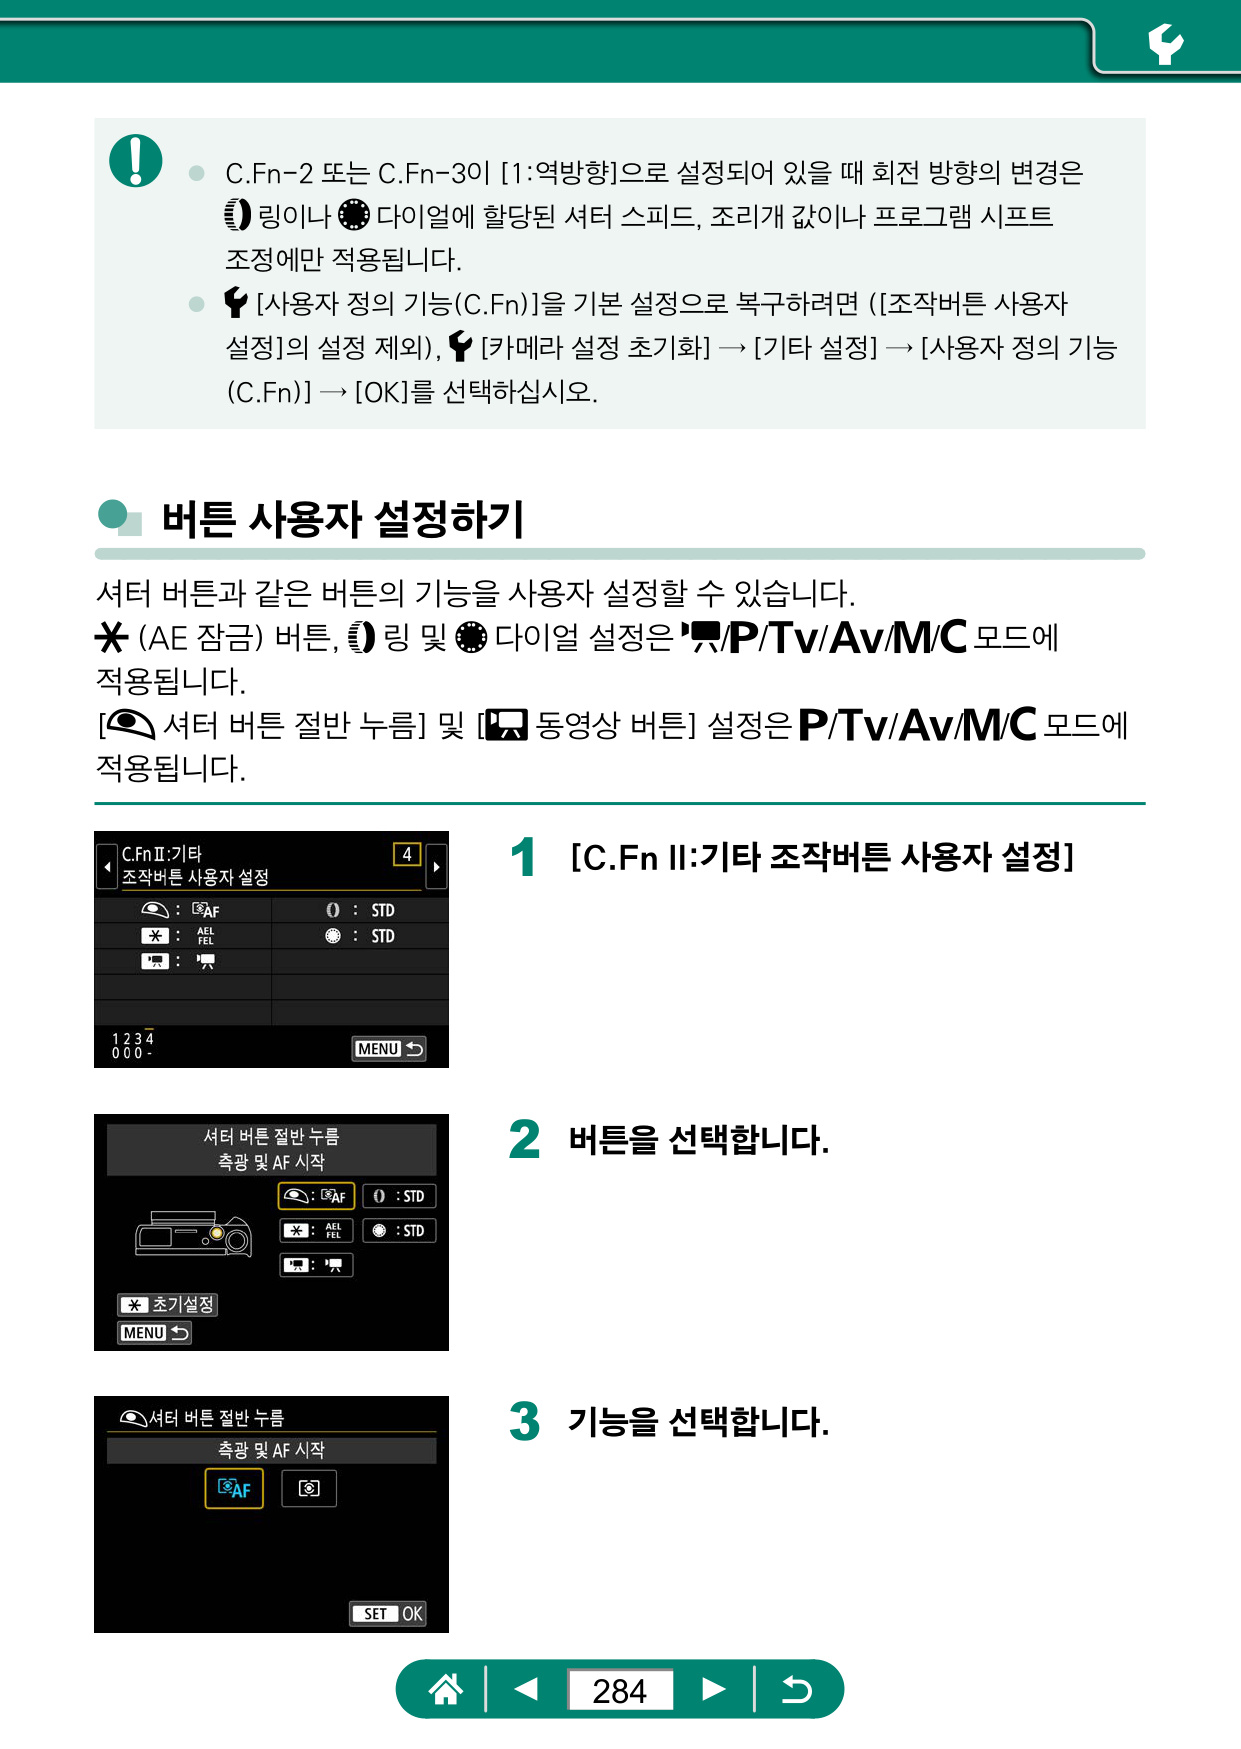 C.Fn-2 또는 C.Fn-3이 [1:역방향]으로 설정되어 있을 때 회전 방향의 변경은
링이나 다이얼에 할당된 셔터 스피드, 조리개 값이나 프로그램 시프트
조정에만 적용됩니다.
[사용자 정의 기능(C.Fn)]을 기본 설정으로 복구하려면 ([조작버튼 사용자
설정]의 설정 제외), [카메라 설정 초기화] → [기타 설정] → [사용자 정의 기능
(C.Fn)] → [OK]를 선택하십시오.
버튼 사용자 설정하기
셔터 버튼과 같은 버튼의 기능을 사용자 설정할 수 있습니다.
(AE 잠금) 버튼, 링 및 다이얼 설정은 /P/Tv/Av/M/C 모드에
적용됩니다.
[셔터 버튼 절반 누름] 및 [동영상 버튼] 설정은 P/Tv/Av/M/C 모드에
적용됩니다.
C.Fn II:기타 4
조작버튼 사용자 설정
: AF : STD
: AEL FEL : STD
:
1 2 3 4
0 0 0 -
MENU
1 [C.Fn II:기타 조작버튼 사용자 설정]
셔터 버튼 절반 누름
측광 및 AF 시작
: AF : STD
: AEL FEL : STD
:
초기설정
MENU
2 버튼을 선택합니다.
셔터 버튼 절반 누름
측광 및 AF 시작
AF
SET OK
3 기능을 선택합니다.
284